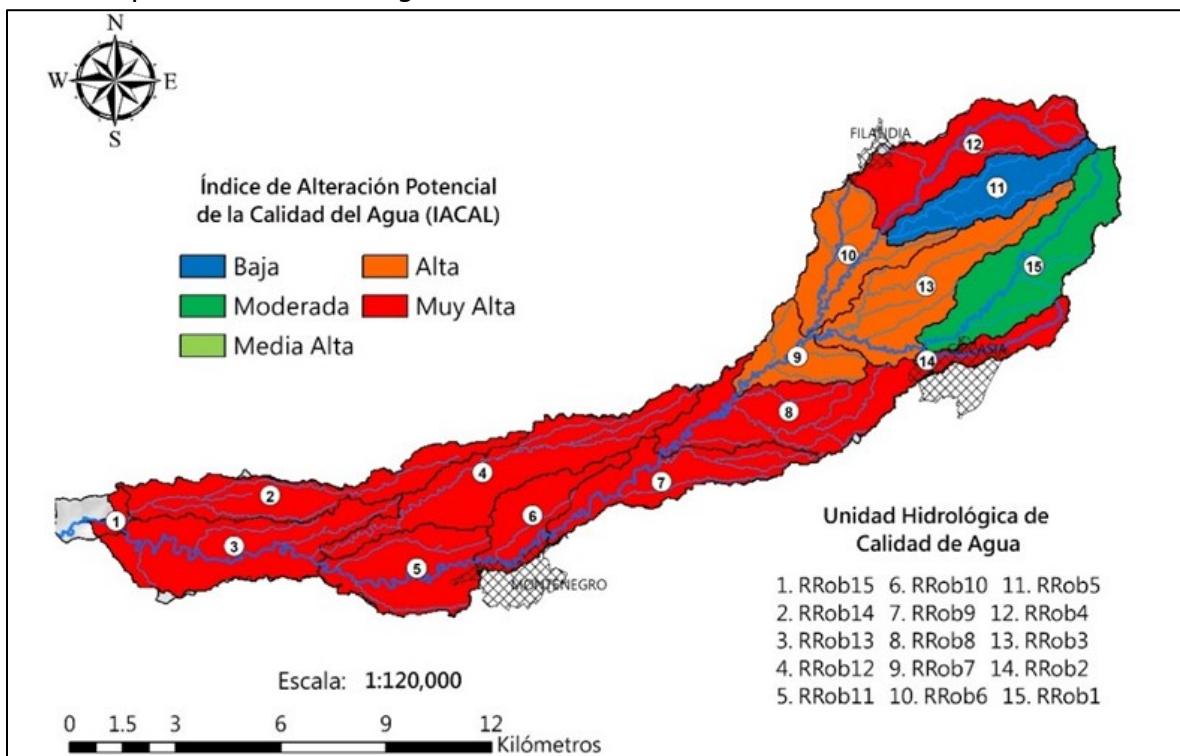 N
W E
S
FILANDIA
12
11
Índice de Alteración Potencial
de la Calidad del Agua (IACAL)
Baja
Alta
Moderada
Muy Alta
Media Alta
10
15
13
9
14
8
4
2
7
6
1
3
5
MONTENEGRO
Unidad Hidrológica de
Calidad de Agua
1. RRob15 6. RRob10 11. RRob5
2. RRob14 7. RRob9 12. RRob4
3. RRob13 8. RRob8 13. RRob3
4. RRob12 9. RRob7 14. RRob2
5. RRob11 10. RRob6 15. RRob1
Escala: 1:120,000
0 1.5 3 6 9 12
Kilómetros